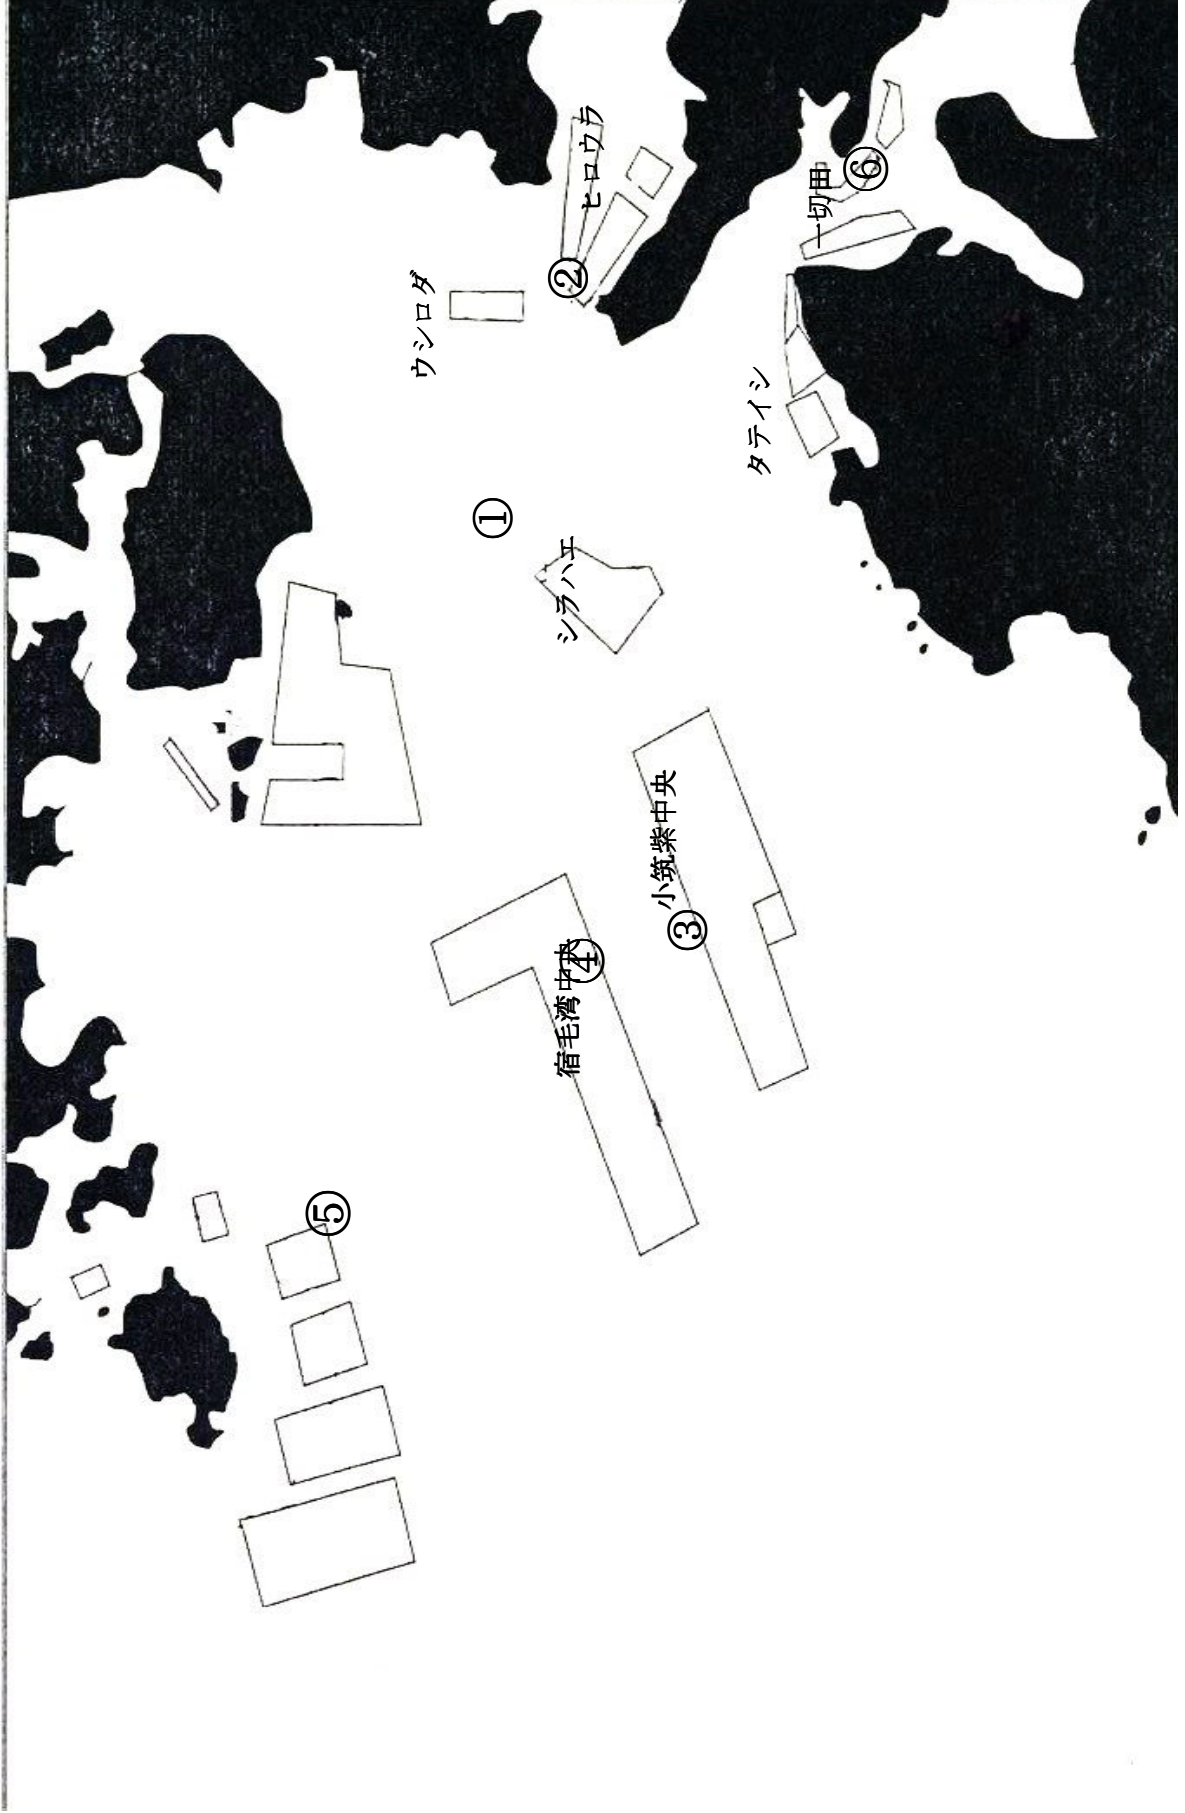 ヒロウラ
ウシロダ
②
一切田
⑥
タテイシ
①
シラハエ
小筑紫中央
③
宿毛湾中央
④
⑤